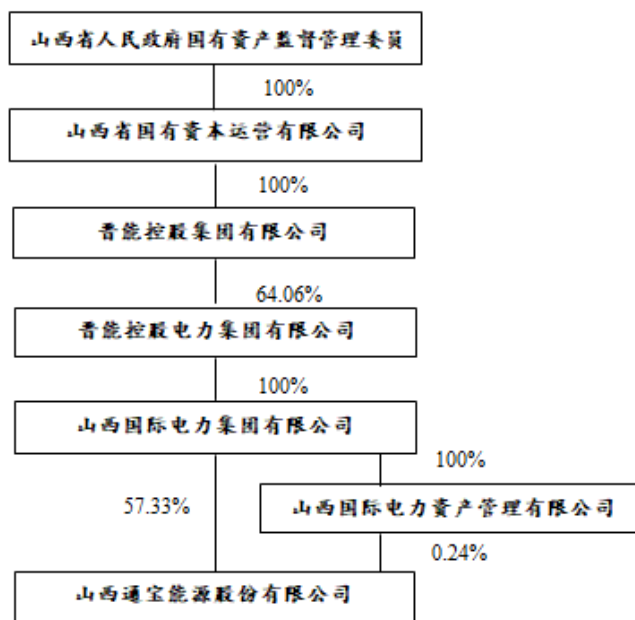 山西省人民政府国有资产监督管理委员
100%
山西省国有资本运营有限公司
100%
晋能控股集团有限公司
64.06%
晋能控股电力集团有限公司
100%
山西国际电力集团有限公司
100%
57.33%
山西国际电力资产管理有限公司
0.24%
山西通宝能源股份有限公司